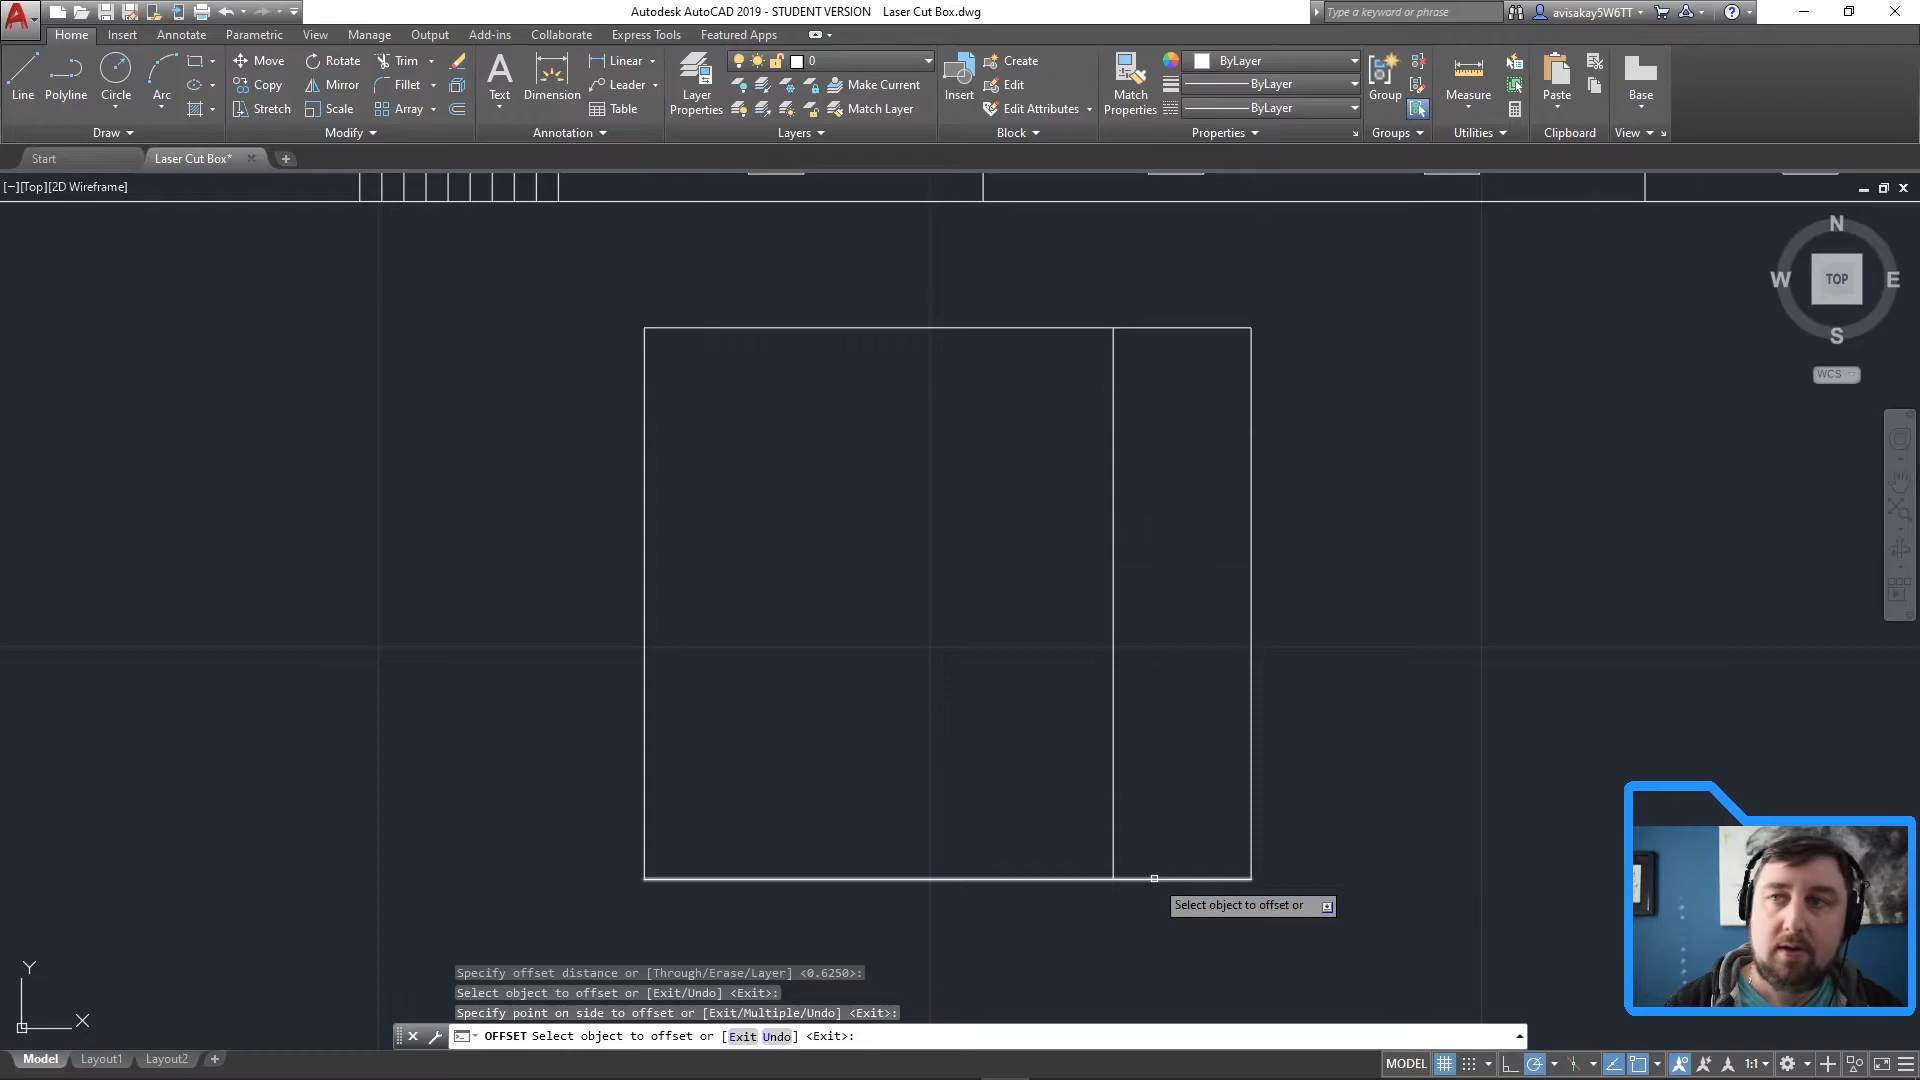 Autodesk AutoCAD 2019 - STUDENT VERSION Laser Cut Box.dwg
Type a keyword or phrase
avisakay5W6TT
Home Insert Annotate Parametric View Manage Output Add-ins Collaborate Express Tools Featured Apps
Line
Polyline
Circle
Arc
Draw
Move Rotate Trim
Copy Mirror Fillet
Stretch Scale Array
Modify
Text
Dimension
Linear
Leader
Table
Annotation
Layer
Properties
0
Make Current
Match Layer
Layers
Insert
Create
Edit
Edit Attributes
Block
Match
Properties
ByLayer
ByLayer
ByLayer
Properties
Group
Groups
Measure
Utilities
Paste
Clipboard
Base
View
Start
Laser Cut Box*
[−][Top][2D Wireframe]
N
W
TOP
E
S
WCS
Select object to offset or
Y
X
Specify offset distance or [Through/Erase/Layer] <0.6250>:
Select object to offset or [Exit/Undo] <Exit>:
Specify point on side to offset or [Exit/Multiple/Undo] <Exit>:
OFFSET Select object to offset or [Exit Undo] <Exit>:
Model Layout1 Layout2
MODEL
1:1